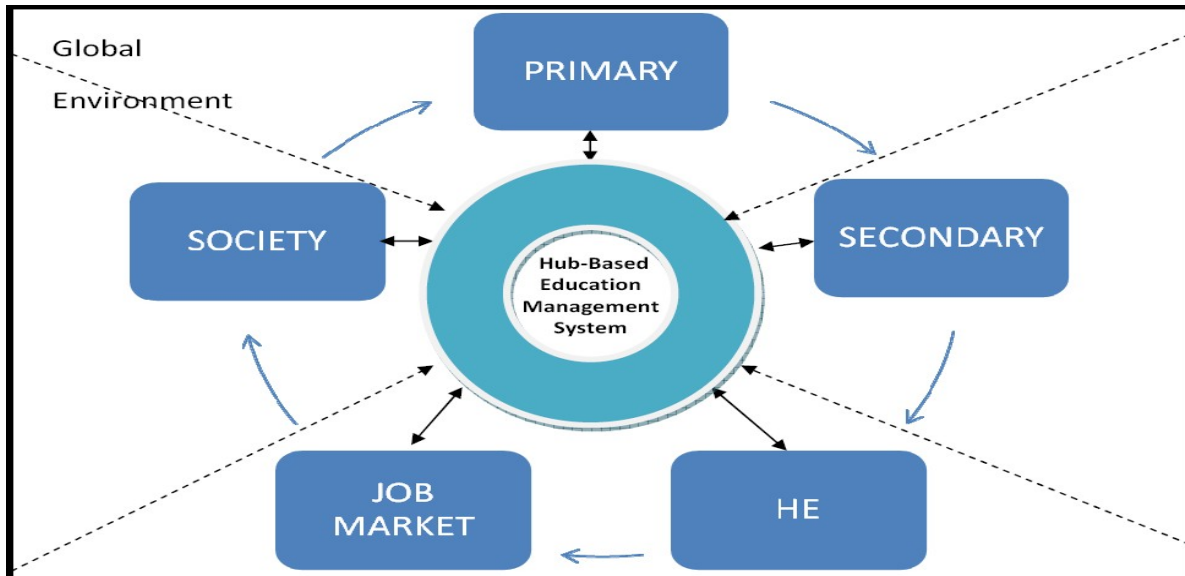 Global
Environment
PRIMARY
SOCIETY
SECONDARY
Hub-Based
Education
Management
System
JOB
MARKET
HE